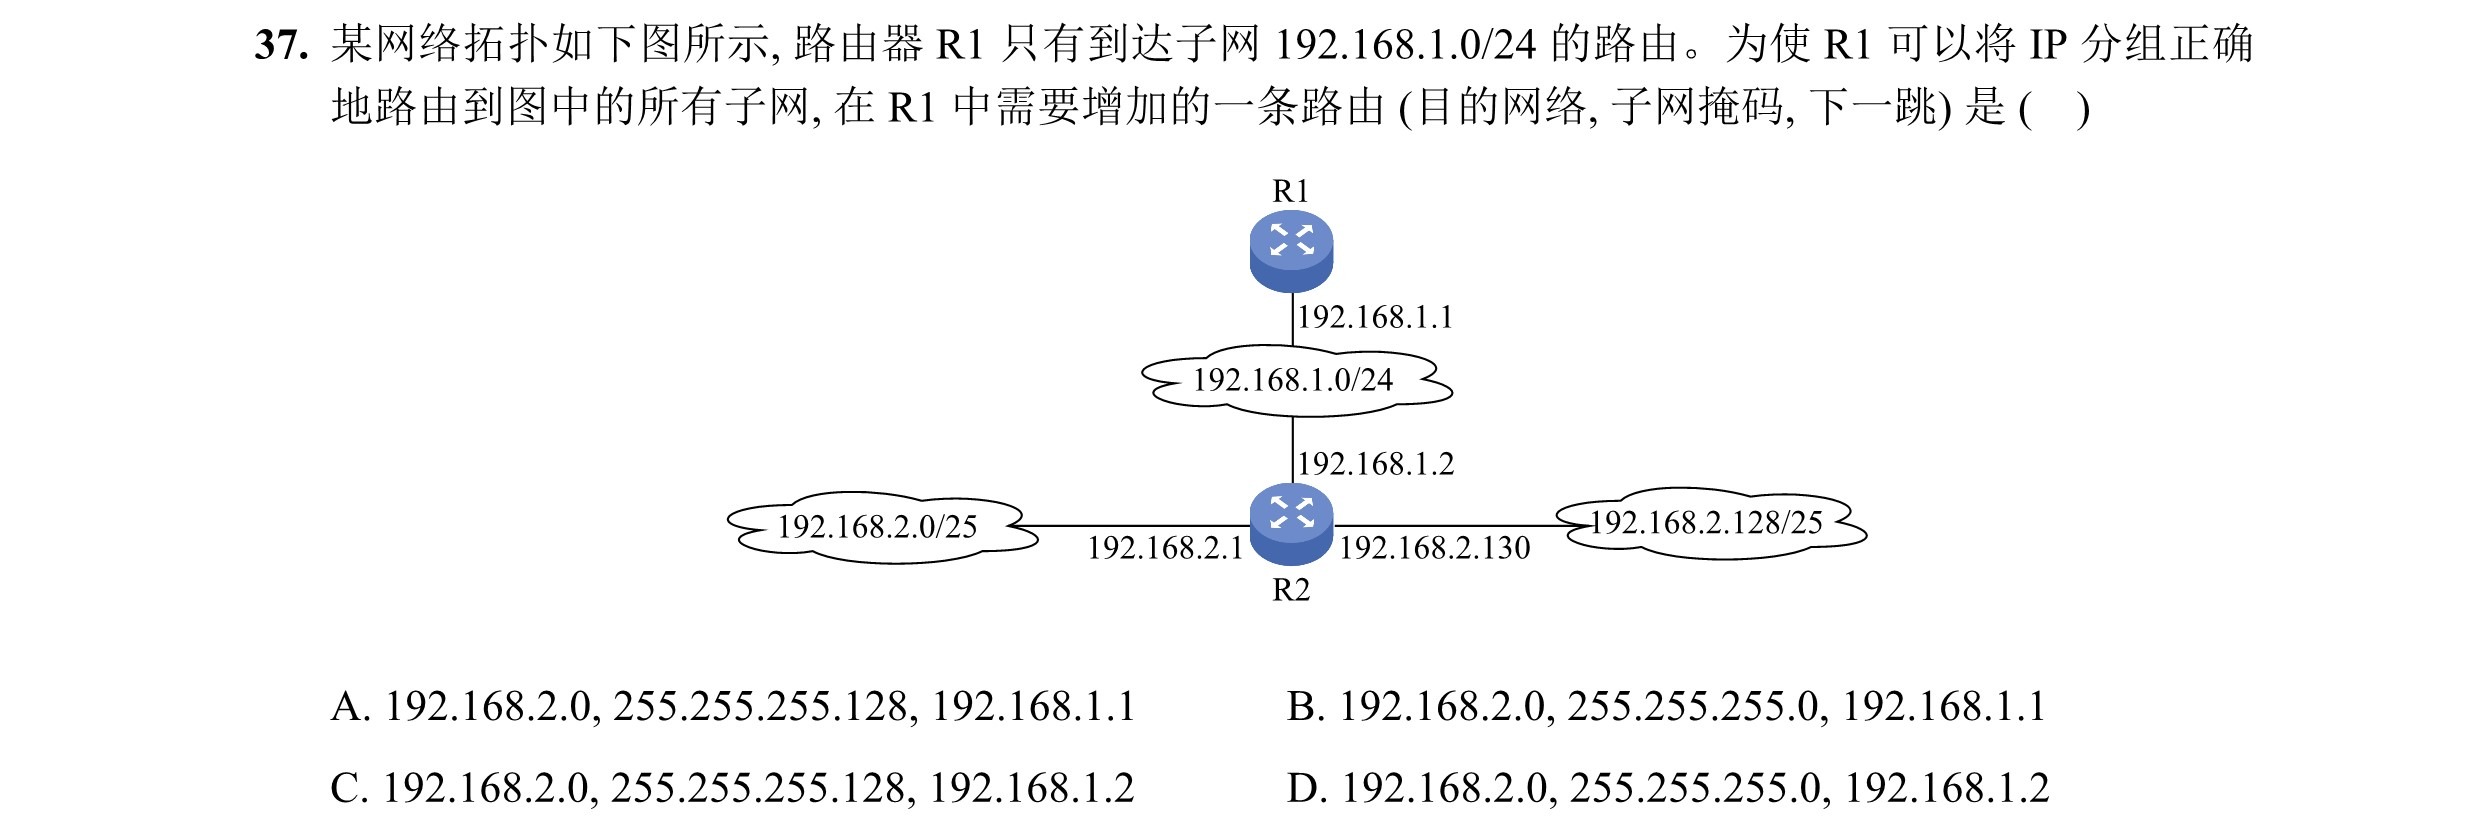 37. 某网络拓扑如下图所示, 路由器 R1 只有到达子网 192.168.1.0/24 的路由。为使 R1 可以将 IP 分组正确
地路由到图中的所有子网, 在 R1 中需要增加的一条路由 (目的网络, 子网掩码, 下一跳) 是 ( )
R1
192.168.1.1
192.168.1.0/24
192.168.1.2
192.168.2.0/25
192.168.2.128/25
192.168.2.1
192.168.2.130
R2
A. 192.168.2.0, 255.255.255.128, 192.168.1.1
B. 192.168.2.0, 255.255.255.0, 192.168.1.1
C. 192.168.2.0, 255.255.255.128, 192.168.1.2
D. 192.168.2.0, 255.255.255.0, 192.168.1.2